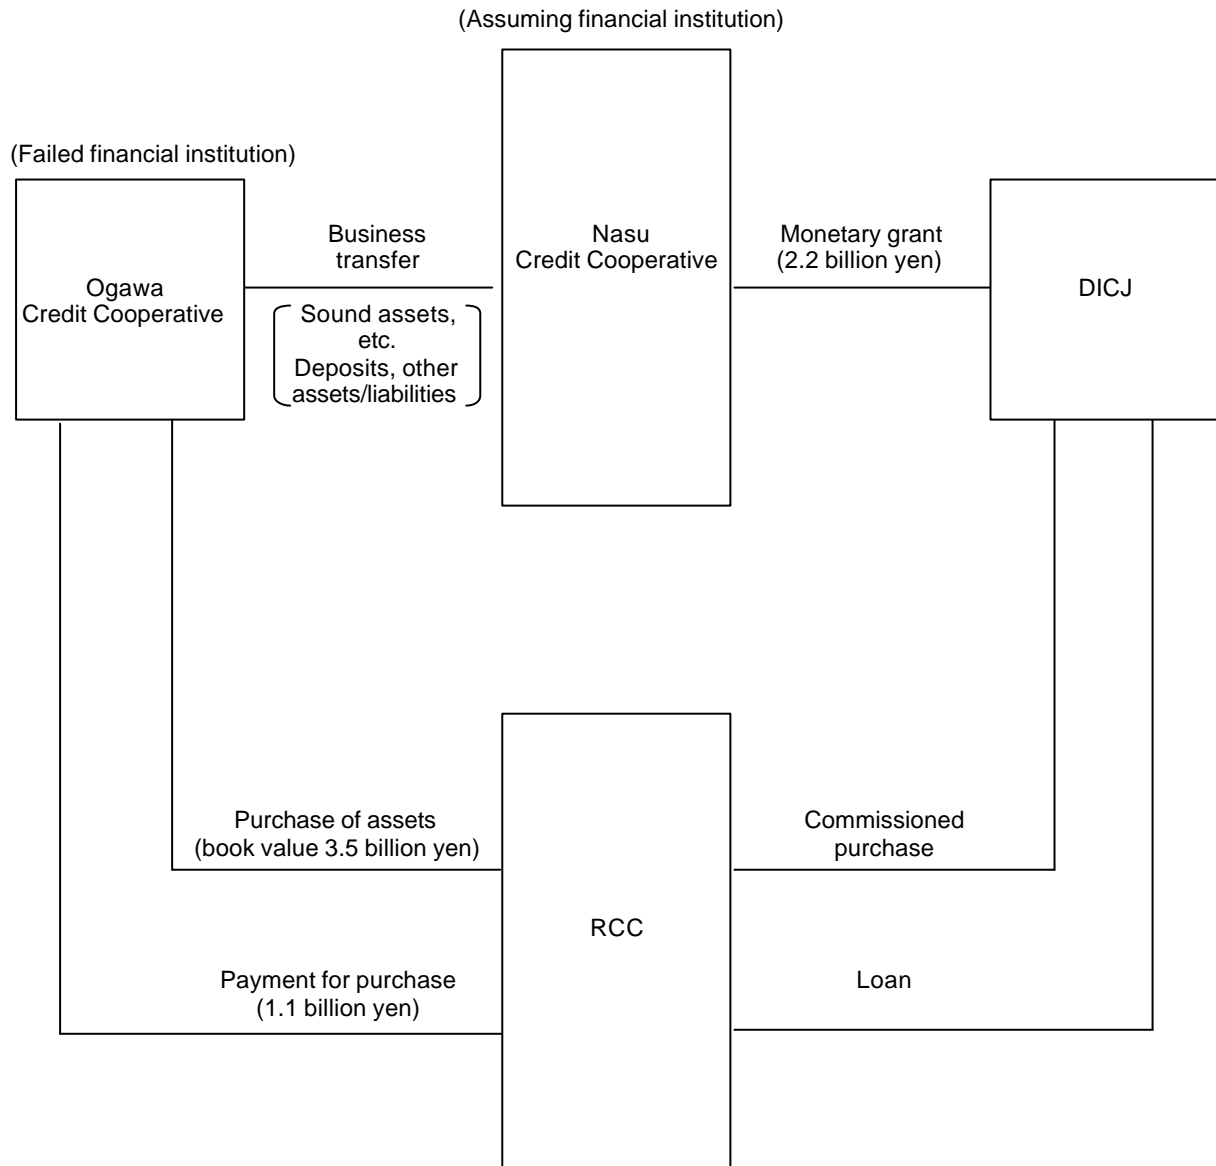 (Assuming financial institution)
(Failed financial institution)
Ogawa
Credit Cooperative
Business
transfer
Sound assets,
etc.
Deposits, other
assets/liabilities
Nasu
Credit Cooperative
Monetary grant
(2.2 billion yen)
DICJ
Purchase of assets
(book value 3.5 billion yen)
Commissioned
purchase
RCC
Payment for purchase
(1.1 billion yen)
Loan